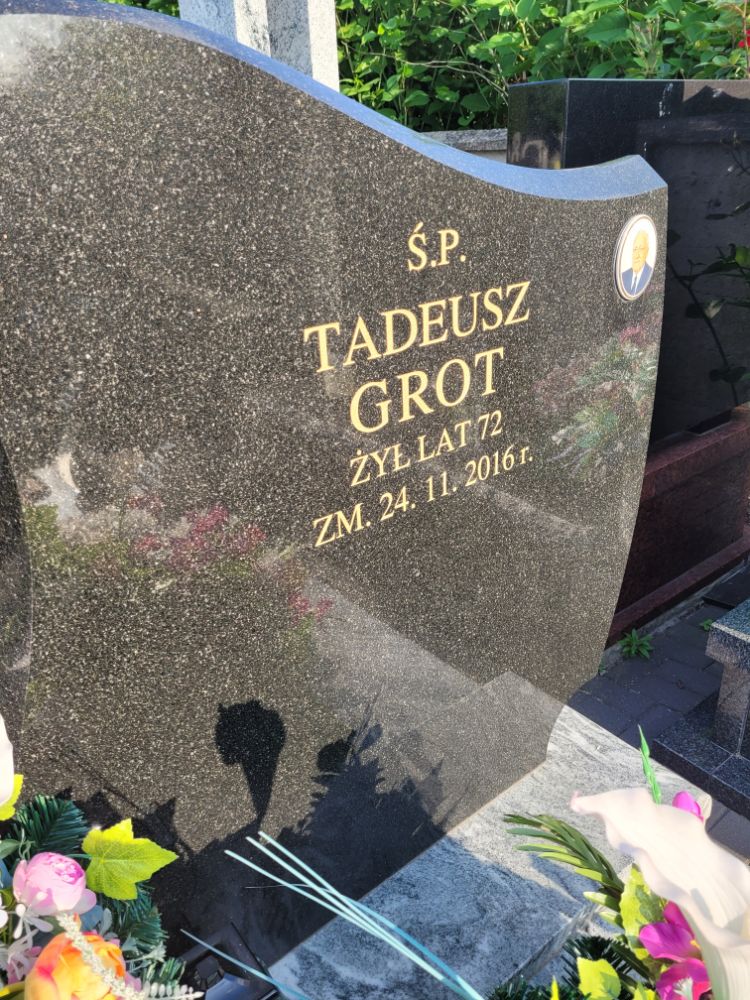 Ś.P.
TADEUSZ
GROT
ŻYŁ LAT 72
ZM. 24. 11. 2016 r.